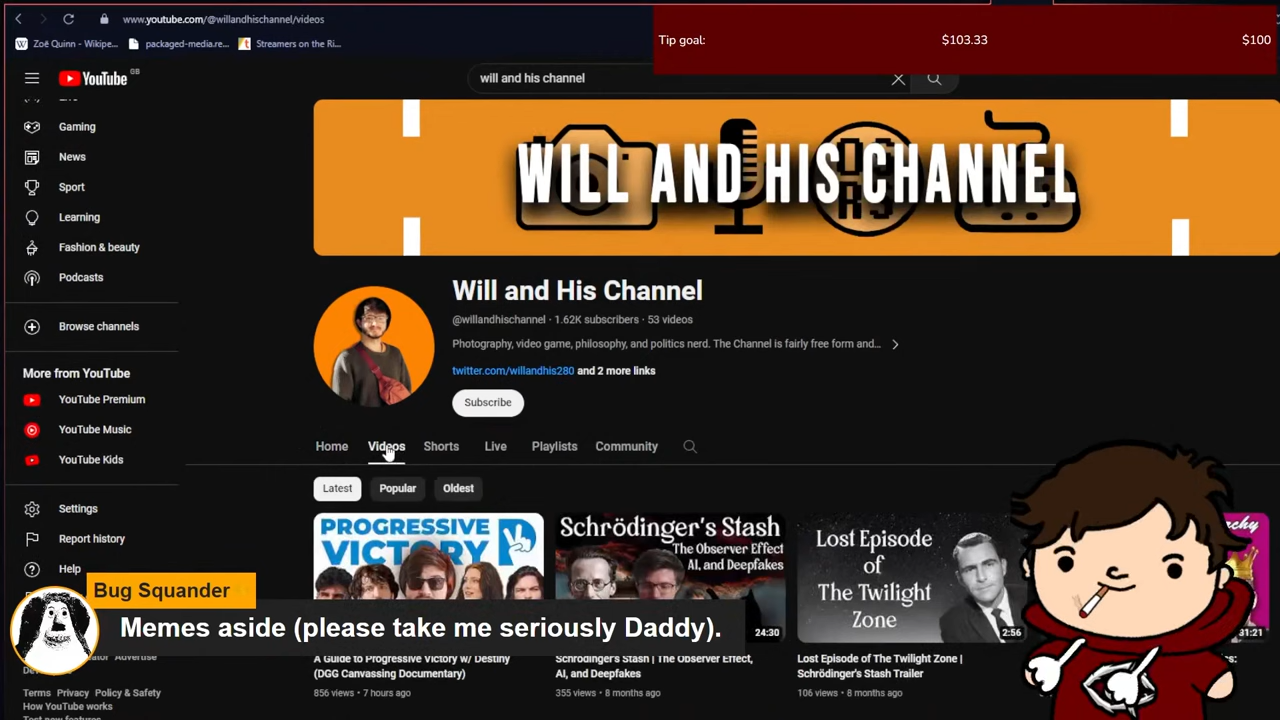 www.youtube.com/@willandhischannel/videos
Zoë Quinn - Wikipe...
packaged-media.re...
Streamers on the Ri...
Tip goal:
$103.33
$100
YouTube GB
will and his channel
Gaming
News
Sport
Learning
Fashion & beauty
Podcasts
Browse channels
More from YouTube
YouTube Premium
YouTube Music
YouTube Kids
Settings
Report history
Help
WILL AND HIS CHANNEL
Will and His Channel
@willandhischannel · 1.62K subscribers · 53 videos
Photography, video game, philosophy, and politics nerd. The Channel is fairly free form and...
twitter.com/willandhis280 and 2 more links
Subscribe
Home
Videos
Shorts
Live
Playlists
Community
Latest
Popular
Oldest
PROGRESSIVE
VICTORY
Schrödinger's Stash
The Observer Effect
AI, and Deepfakes
Lost Episode
of
The Twilight
Zone
24:30
2:56
31:21
Bug Squander
Memes aside (please take me seriously Daddy).
A Guide to Progressive Victory w/ Destiny
(DGG Canvassing Documentary)
856 views · 7 hours ago
Schrödinger's Stash | The Observer Effect,
AI, and Deepfakes
355 views · 8 months ago
Lost Episode of The Twilight Zone |
Schrödinger's Stash Trailer
106 views · 8 months ago
Advertise
Terms Privacy Policy & Safety
How YouTube works
Test new features